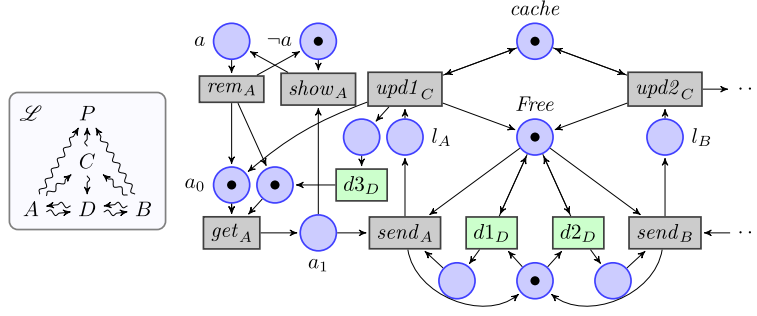 cache
a ¬a
rem_A show_A upd1_C upd2_C ···
ℒ P
Free
C
l_A l_B
A D B
a_0 d3_D
get_A send_A d1_D d2_D send_B ···
a_1